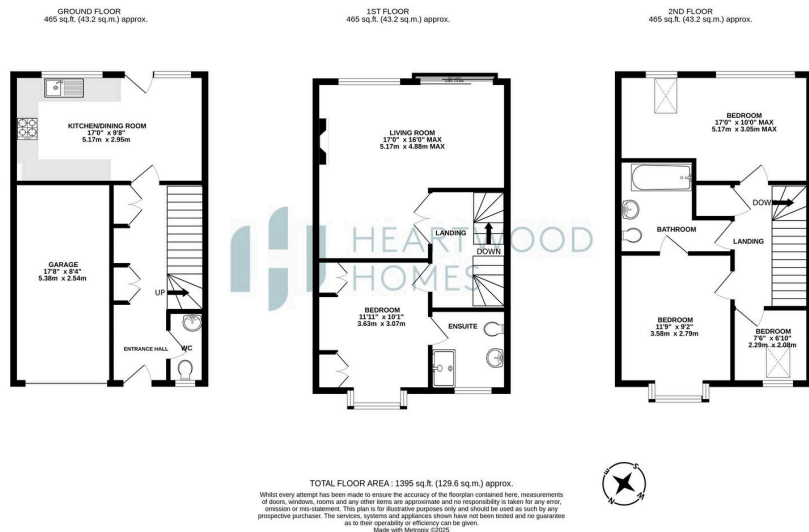 GROUND FLOOR
465 sq.ft. (43.2 sq.m.) approx.
1ST FLOOR
465 sq.ft. (43.2 sq.m.) approx.
2ND FLOOR
465 sq.ft. (43.2 sq.m.) approx.
KITCHEN/DINING ROOM
17'0" x 9'8"
5.17m x 2.95m
GARAGE
17'8" x 8'4"
5.38m x 2.54m
UP
ENTRANCE HALL
WC
LIVING ROOM
17'0" x 16'0" MAX
5.17m x 4.88m MAX
LANDING
DOWN
BEDROOM
11'11" x 10'1"
3.63m x 3.07m
ENSUITE
BEDROOM
17'0" x 10'0" MAX
5.17m x 3.05m MAX
DOWN
BATHROOM
LANDING
BEDROOM
11'9" x 9'2"
3.58m x 2.79m
BEDROOM
7'6" x 6'10"
2.29m x 2.08m
HEARTWOOD
HOMES
TOTAL FLOOR AREA : 1395 sq.ft. (129.6 sq.m.) approx.
Whilst every attempt has been made to ensure the accuracy of the floorplan contained here, measurements
of doors, windows, rooms and any other items are approximate and no responsibility is taken for any error,
omission or mis-statement. This plan is for illustrative purposes only and should be used as such by any
prospective purchaser. The services, systems and appliances shown have not been tested and no guarantee
as to their operability or efficiency can be given.
Made with Metropix ©2025
S
E
W
N